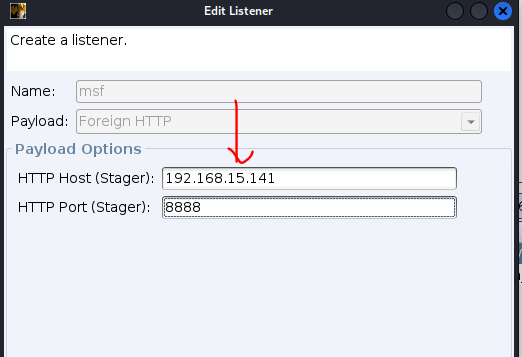 Edit Listener
Create a listener.
Name: msf
Payload: Foreign HTTP
Payload Options
HTTP Host (Stager): 192.168.15.141
HTTP Port (Stager): 8888